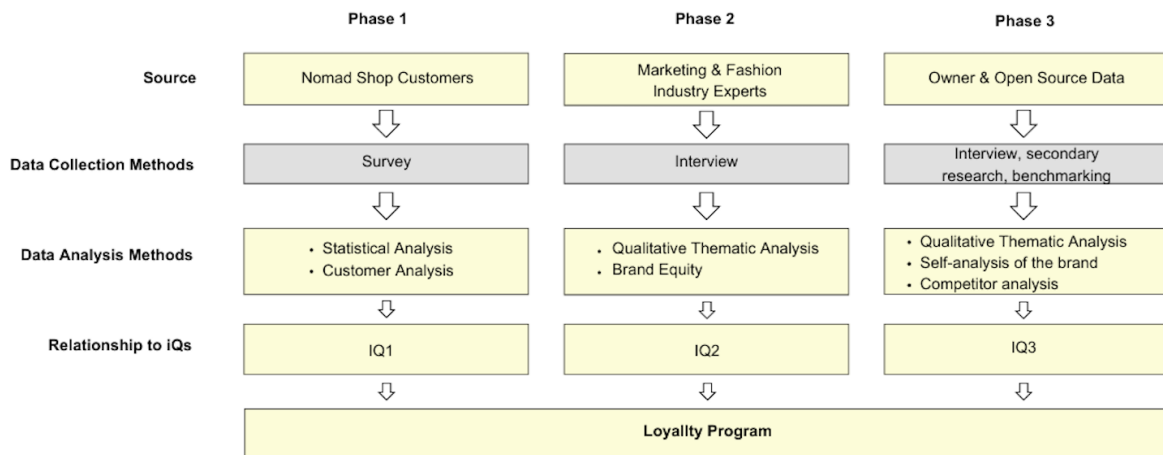 Phase 1
Phase 2
Phase 3
Source
Nomad Shop Customers
Marketing & Fashion
Industry Experts
Owner & Open Source Data
Data Collection Methods
Survey
Interview
Interview, secondary
research, benchmarking
Data Analysis Methods
• Statistical Analysis
• Customer Analysis
• Qualitative Thematic Analysis
• Brand Equity
• Qualitative Thematic Analysis
• Self-analysis of the brand
• Competitor analysis
Relationship to iQs
IQ1
IQ2
IQ3
Loyallty Program